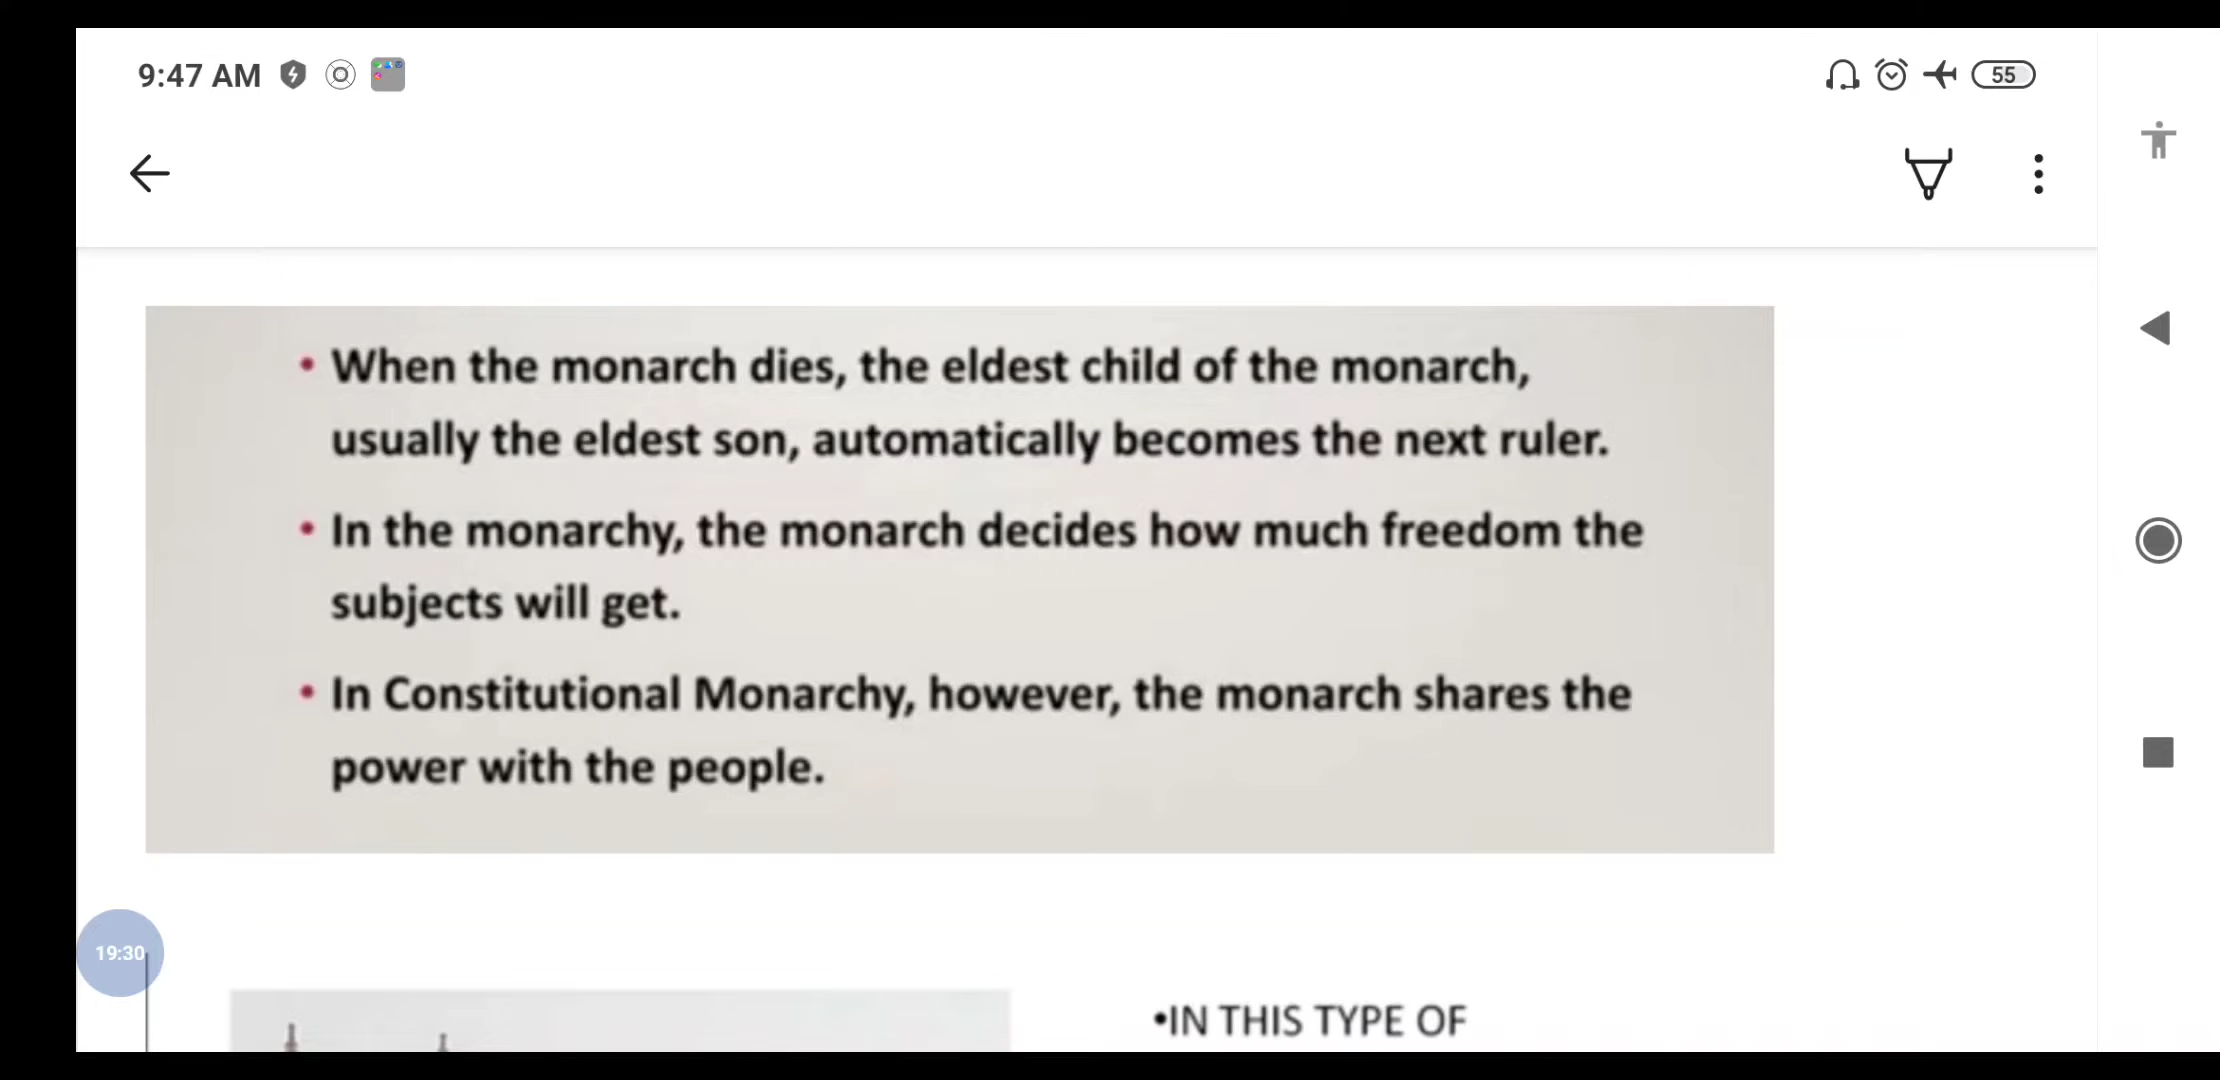 9:47 AM
55
• When the monarch dies, the eldest child of the monarch,
usually the eldest son, automatically becomes the next ruler.
• In the monarchy, the monarch decides how much freedom the
subjects will get.
• In Constitutional Monarchy, however, the monarch shares the
power with the people.
19:30
•IN THIS TYPE OF